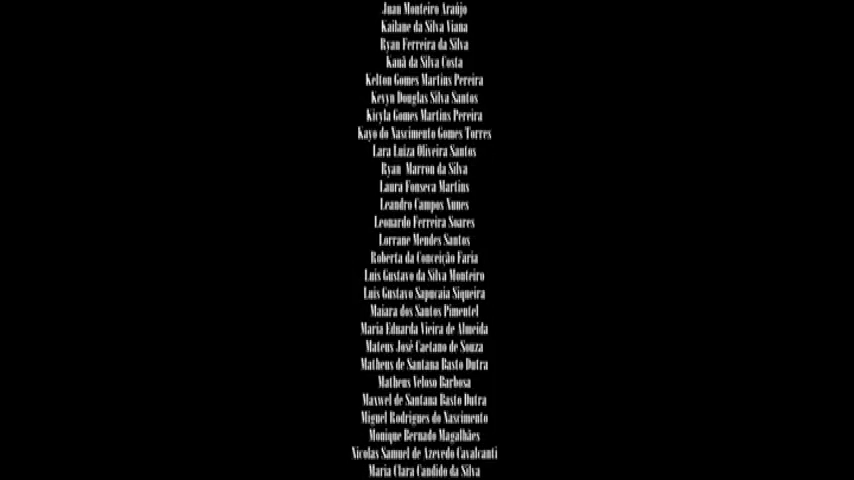 Juan Monteiro Araújo
Kailane da Silva Viana
Ryan Ferreira da Silva
Kauã da Silva Costa
Kelton Gomes Martins Pereira
Kevyn Douglas Silva Santos
Kicyla Gomes Martins Pereira
Kayo do Nascimento Gomes Torres
Lara Luíza Oliveira Santos
Ryan Marron da Silva
Laura Fonseca Martins
Leandro Campos Nunes
Leonardo Ferreira Soares
Lorrane Mendes Santos
Roberta da Conceição Faria
Luis Gustavo da Silva Monteiro
Luis Gustavo Sapucaia Siqueira
Maiara dos Santos Pimentel
Maria Eduarda Vieira de Almeida
Mateus José Caetano de Souza
Matheus de Santana Basto Dutra
Matheus Veloso Barbosa
Maxwel de Santana Basto Dutra
Miguel Rodrigues do Nascimento
Monique Bernado Magalhães
Nicolas Samuel de Azevedo Cavalcanti
Maria Clara Candido da Silva